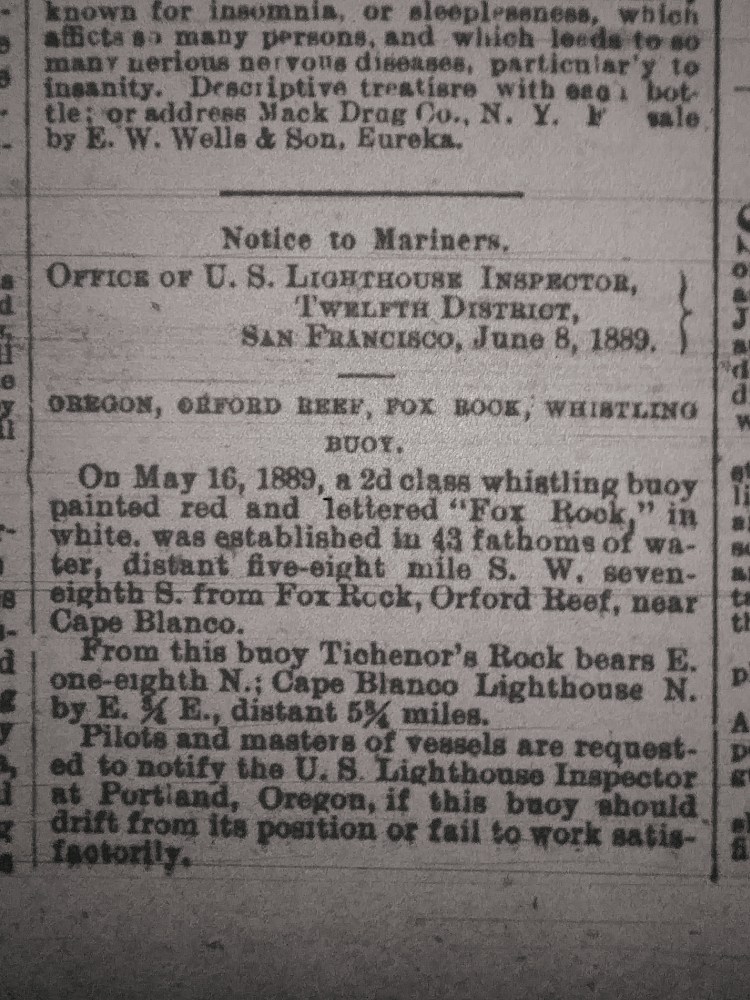 known for insomnia, or sleeplessness, which
afficts so many persons, and which leeds to so
many nerious nervous diseases, particular'y to
insanity. Descriptive treatisre with bot-
tle; or address Mack Drug Co., N. Y. sale
by E. W. Wells & Son, Eureka.
Notice to Mariners.
OFFICE OF U. S. LIGHTHOUSE INSPECTOR,
TWELFTH DISTRICT,
SAN FRANCISCO, June 8, 1889.
OREGON, ORFORD REEF, FOX ROCK, WHISTLING
BUOY.
On May 16, 1889, a 2d class whistling buoy
painted red and lettered "Fox Rock," in
white. was established in 43 fathoms of wa-
ter, distant five-eight mile S. W. seven-
eighth S. from Fox Rock, Orford Reef, near
Cape Blanco.
From this buoy Tichenor's Rock bears E.
one-eighth N.; Cape Blanco Lighthouse N.
by E. ¾ E., distant 5¾ miles.
Pilots and masters of vessels are request-
ed to notify the U. S. Lighthouse Inspector
at Portland, Oregon, if this buoy should
drift from its position or fail to work satis-
factorily.